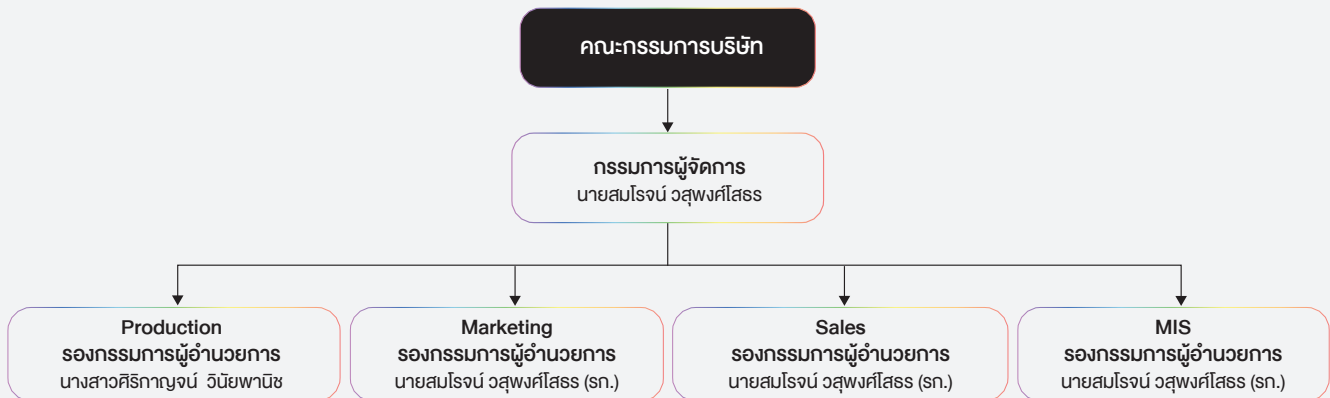 คณะกรรมการบริษัท
กรรมการผู้จัดการ
นายสมโรจน์ วสุพงศ์โสธร
Production
รองกรรมการผู้อำนวยการ
นางสาวศิริกาญจน์ วินัยพานิช
Marketing
รองกรรมการผู้อำนวยการ
นายสมโรจน์ วสุพงศ์โสธร (รก.)
Sales
รองกรรมการผู้อำนวยการ
นายสมโรจน์ วสุพงศ์โสธร (รก.)
MIS
รองกรรมการผู้อำนวยการ
นายสมโรจน์ วสุพงศ์โสธร (รก.)